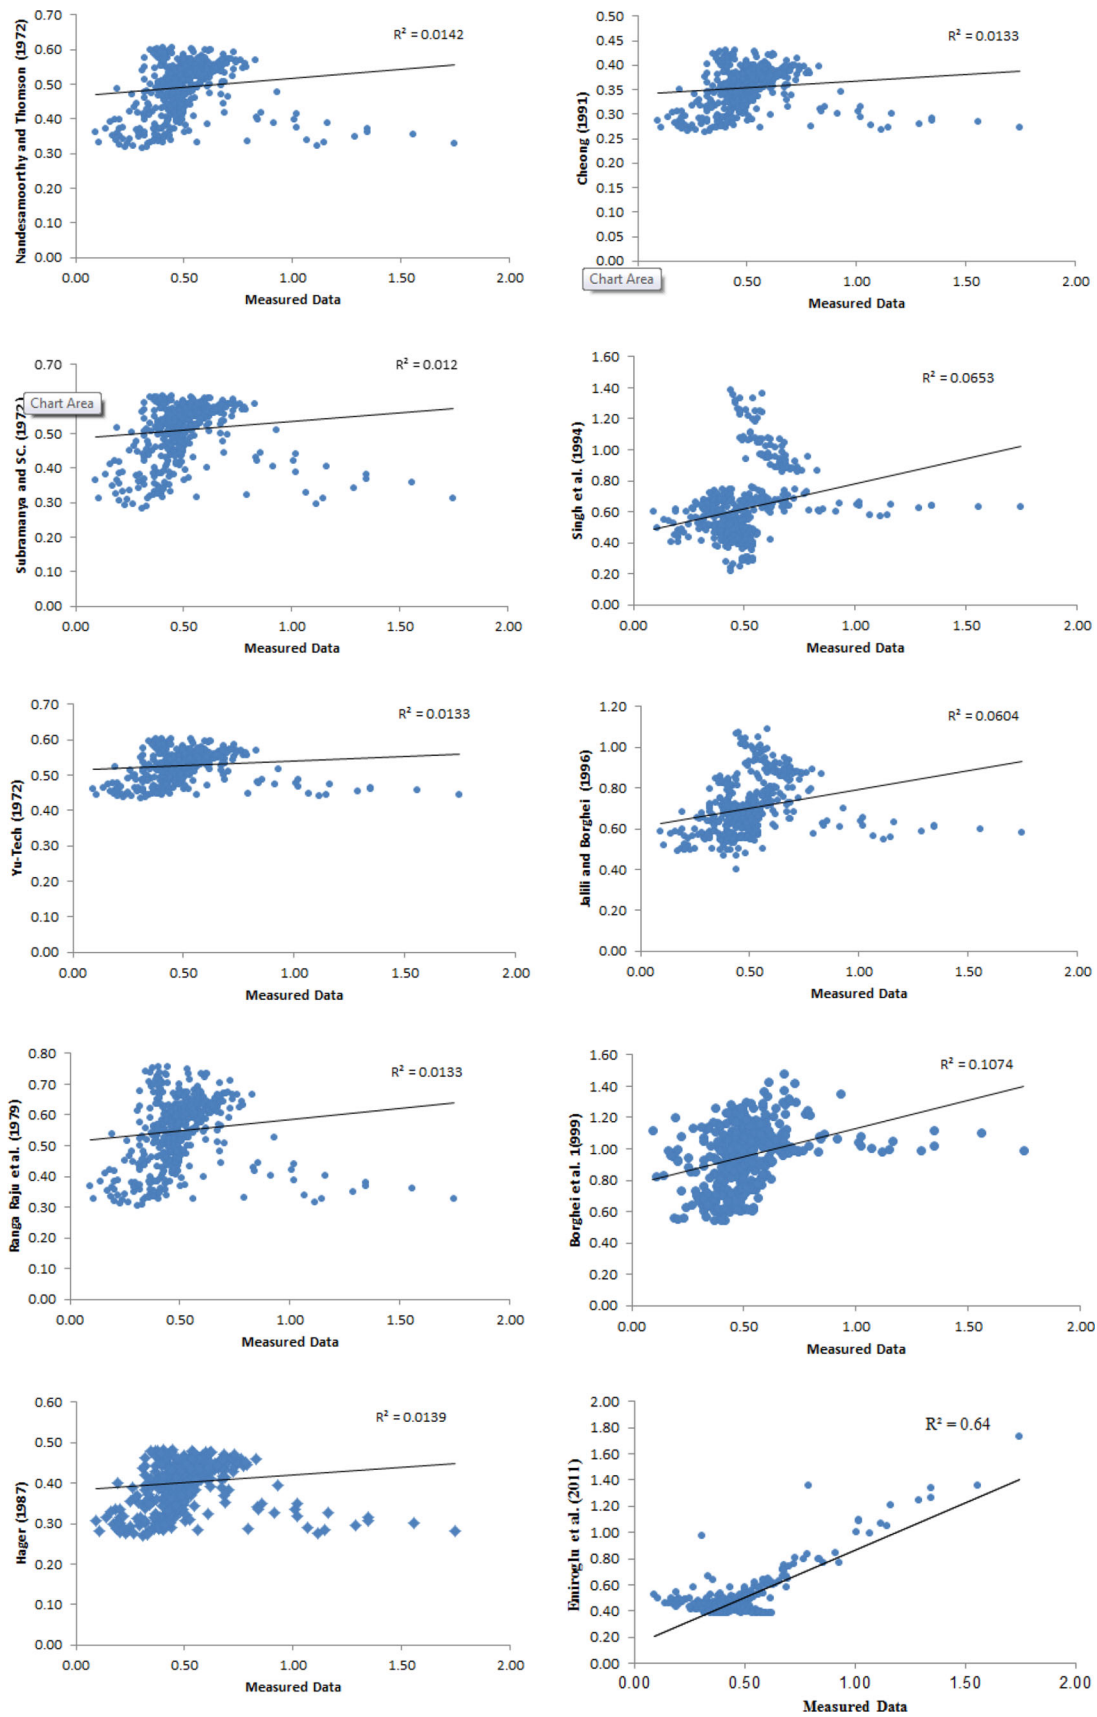 Nandesamoorthy and Thomson (1972)
0.70
0.60
0.50
0.40
0.30
0.20
0.10
0.00
R² = 0.0142
0.00 0.50 1.00 1.50 2.00
Measured Data
Cheong (1991)
0.50
0.45
0.40
0.35
0.30
0.25
0.20
0.15
0.10
0.05
0.00
R² = 0.0133
Chart Area
0.50 1.00 1.50 2.00
Measured Data
Subramanya and SC. (1972)
0.70
Chart Area
0.50
0.40
0.30
0.20
0.10
0.00
R² = 0.012
0.00 0.50 1.00 1.50 2.00
Measured Data
Singh et al. (1994)
1.60
1.40
1.20
1.00
0.80
0.60
0.40
0.20
0.00
R² = 0.0653
0.00 0.50 1.00 1.50 2.00
Measured Data
Yu-Tech (1972)
0.70
0.60
0.50
0.40
0.30
0.20
0.10
0.00
R² = 0.0133
0.00 0.50 1.00 1.50 2.00
Measured Data
Jalili and Borghei (1996)
1.20
1.00
0.80
0.60
0.40
0.20
0.00
R² = 0.0604
0.00 0.50 1.00 1.50 2.00
Measured Data
Ranga Raju et al. (1979)
0.80
0.70
0.60
0.50
0.40
0.30
0.20
0.10
0.00
R² = 0.0133
0.00 0.50 1.00 1.50 2.00
Measured Data
Borghei et al. 1(999)
1.60
1.40
1.20
1.00
0.80
0.60
0.40
0.20
0.00
R² = 0.1074
0.00 0.50 1.00 1.50 2.00
Measured Data
Hager (1987)
0.60
0.50
0.40
0.30
0.20
0.10
0.00
R² = 0.0139
0.00 0.50 1.00 1.50 2.00
Measured Data
Emiroglu et al. (2011)
2.00
1.80
1.60
1.40
1.20
1.00
0.80
0.60
0.40
0.20
0.00
R² = 0.64
0.00 0.50 1.00 1.50 2.00
Measured Data